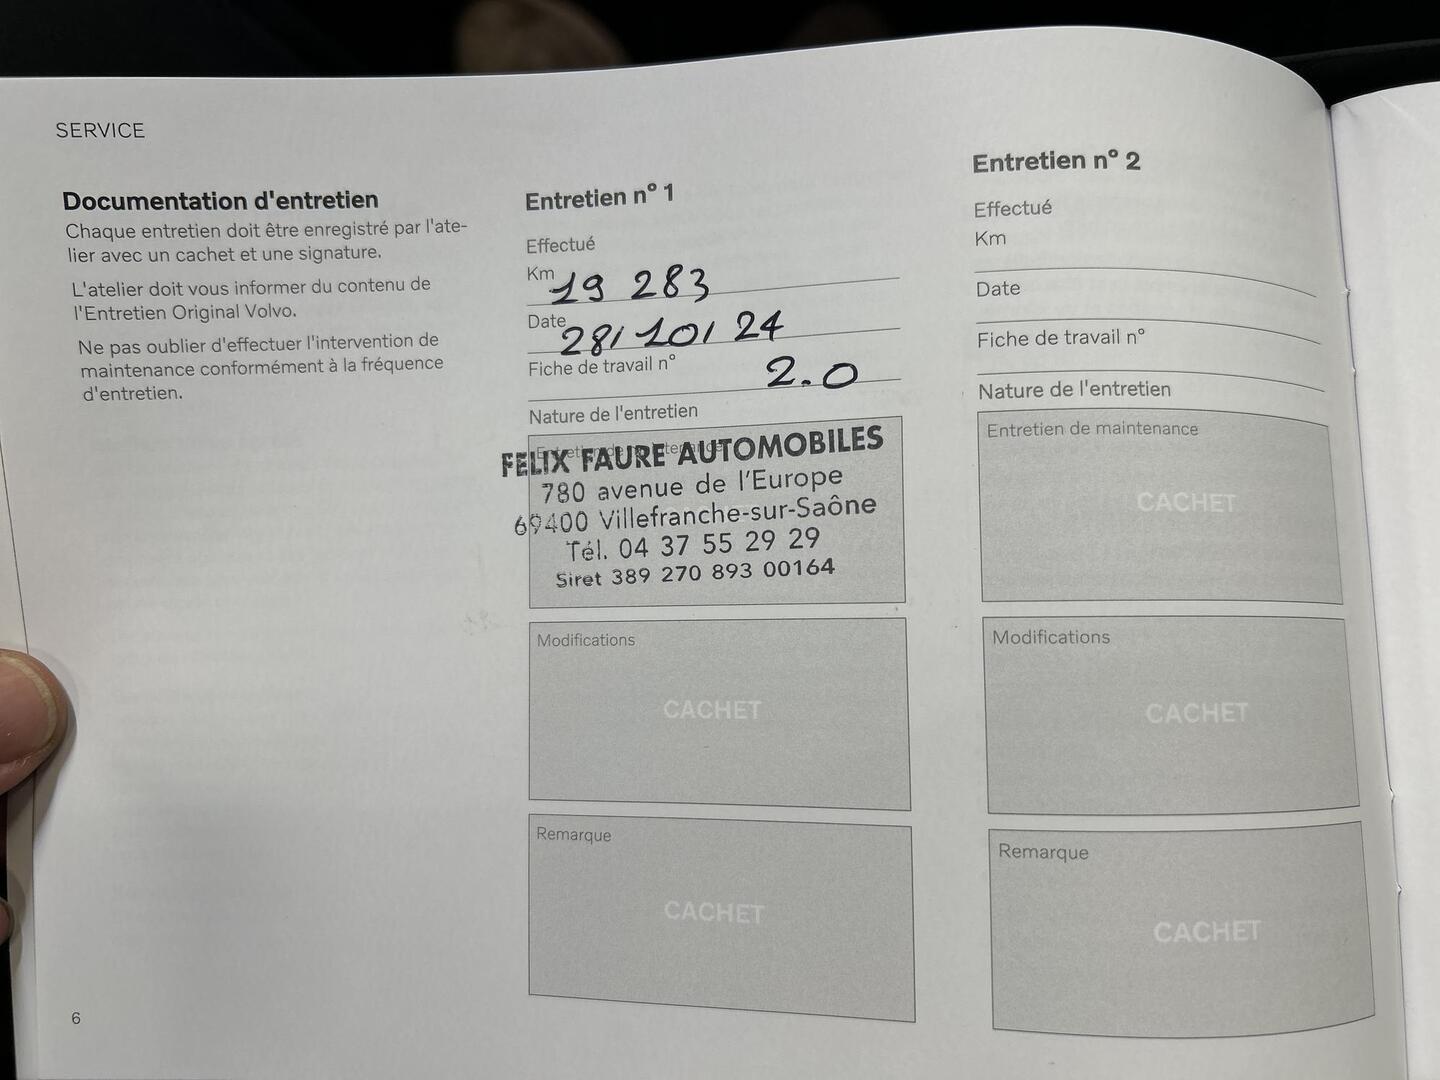 SERVICE
Documentation d'entretien
Chaque entretien doit être enregistré par l'ate-
lier avec un cachet et une signature.
L'atelier doit vous informer du contenu de
l'Entretien Original Volvo.
Ne pas oublier d'effectuer l'intervention de
maintenance conformément à la fréquence
d'entretien.
6
Entretien n° 1
Effectué
Km 19 283
Date 28/10/24
Fiche de travail n° 2.0
Nature de l'entretien
Entretien de maintenance
FELIX FAURE AUTOMOBILES
780 avenue de l'Europe
69400 Villefranche-sur-Saône
Tél. 04 37 55 29 29
Siret 389 270 893 00164
Modifications
CACHET
Remarque
CACHET
Entretien n° 2
Effectué
Km
Date
Fiche de travail n°
Nature de l'entretien
Entretien de maintenance
CACHET
Modifications
CACHET
Remarque
CACHET